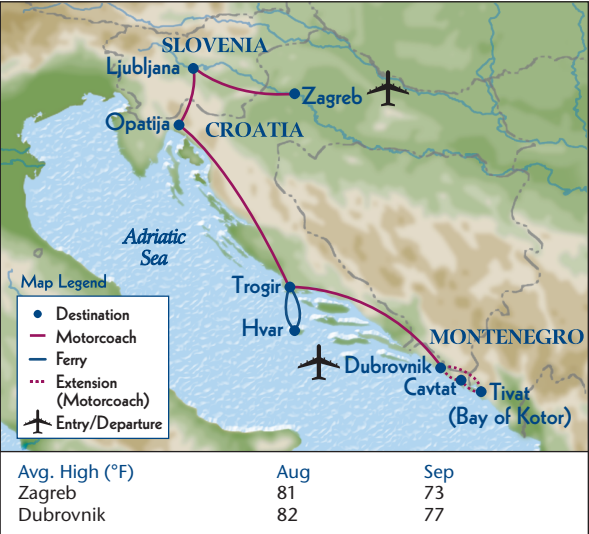 SLOVENIA
Ljubljana
Zagreb
Opatija
CROATIA
Adriatic
Sea
Trogir
Hvar
MONTENEGRO
Dubrovnik
Cavtat
Tivat
(Bay of Kotor)
Map Legend
Destination
Motorcoach
Ferry
Extension
(Motorcoach)
Entry/Departure
Avg. High (°F) Aug Sep
Zagreb 81 73
Dubrovnik 82 77